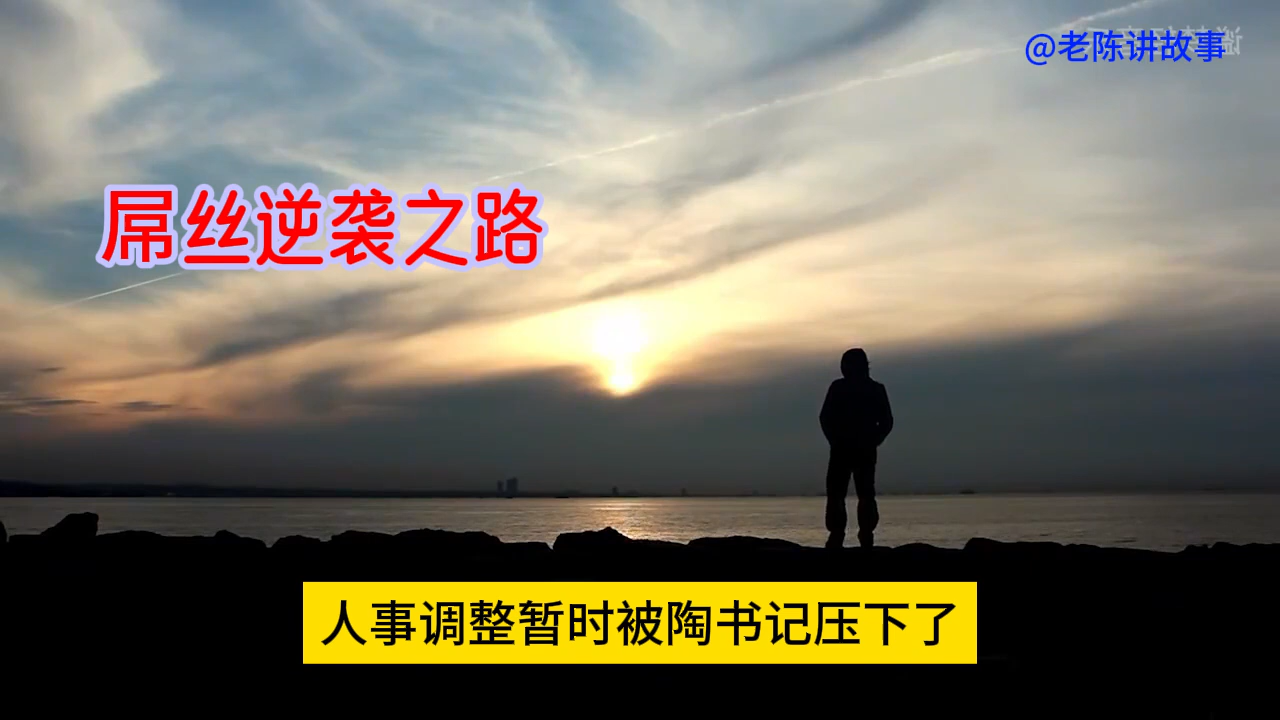 @老陈讲故事
屌丝逆袭之路
人事调整暂时被陶书记压下了